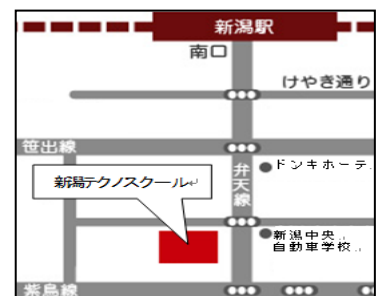 新潟駅
南口
けやき通り
笹出線
弁天線
●ドンキホーテ.
新潟テクノスクール↵
●新潟中央.
自動車学校.
紫鳥線